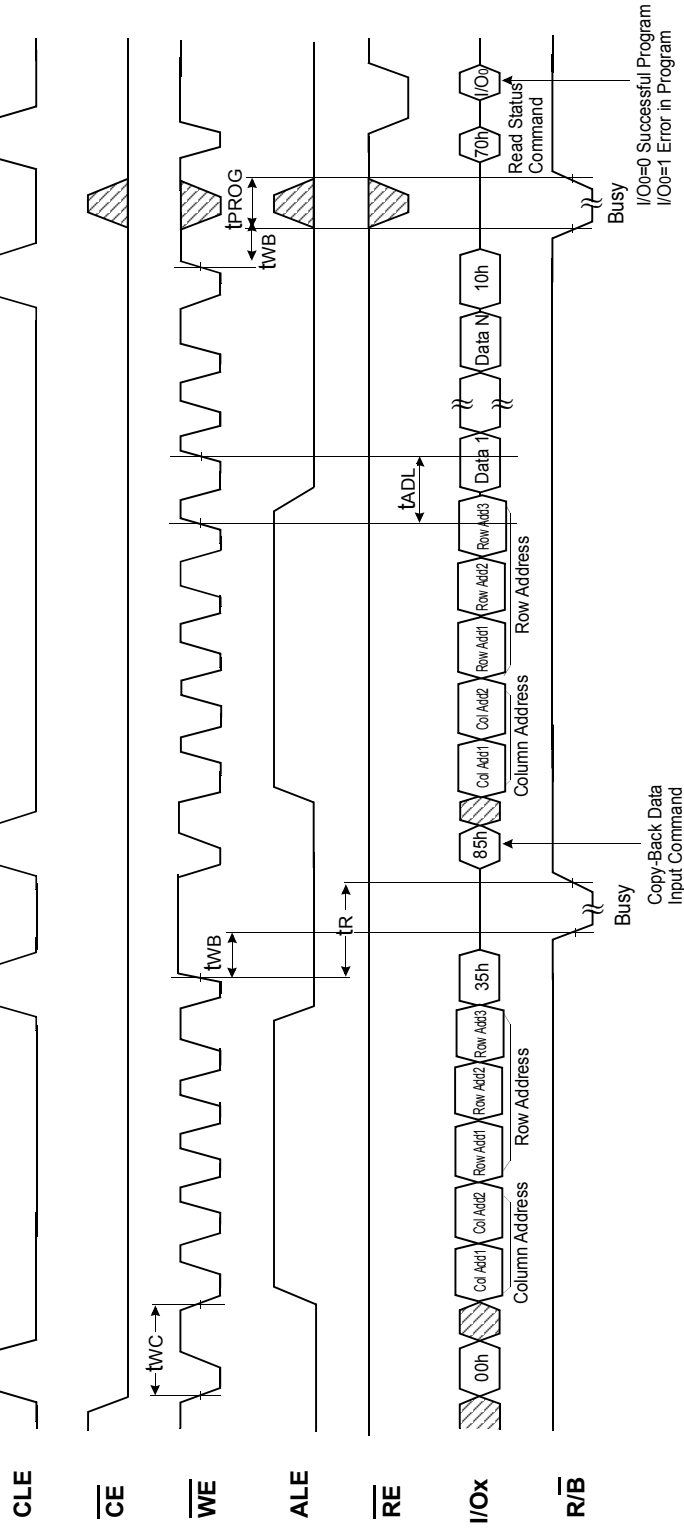 CLE
CE
WE
tWC
tWB
tADL
tWB
tPROG
ALE
tR
RE
I/Ox
00h
Col Add1
Col Add2
Row Add1
Row Add2
Row Add3
35h
85h
Col Add1
Col Add2
Row Add1
Row Add2
Row Add3
Data 1
Data N
10h
70h
I/O0
Column Address
Row Address
Column Address
Row Address
Read Status
Command
R/B
Busy
Busy
Copy-Back Data
Input Command
I/O0=0 Successful Program
I/O0=1 Error in Program